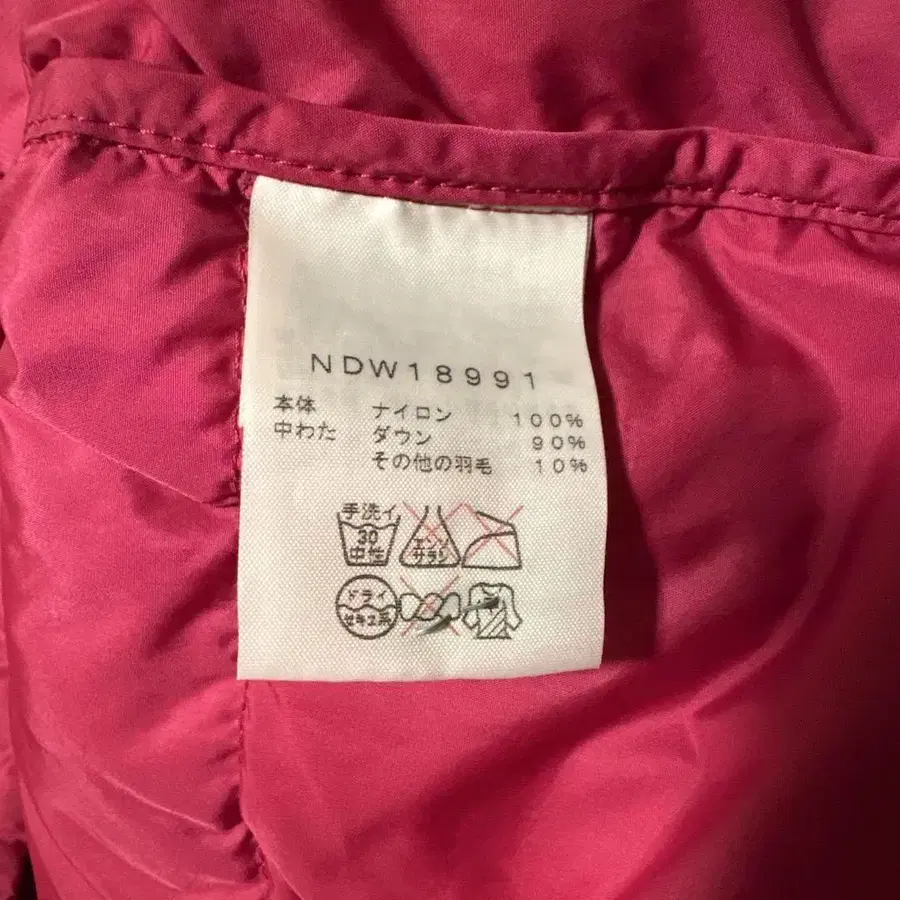 NDW18991
本体 ナイロン 100%
中わた ダウン 90%
その他の羽毛 10%
手洗イ
30
中性
エンソ
サラシ
ドライ
セキユ系